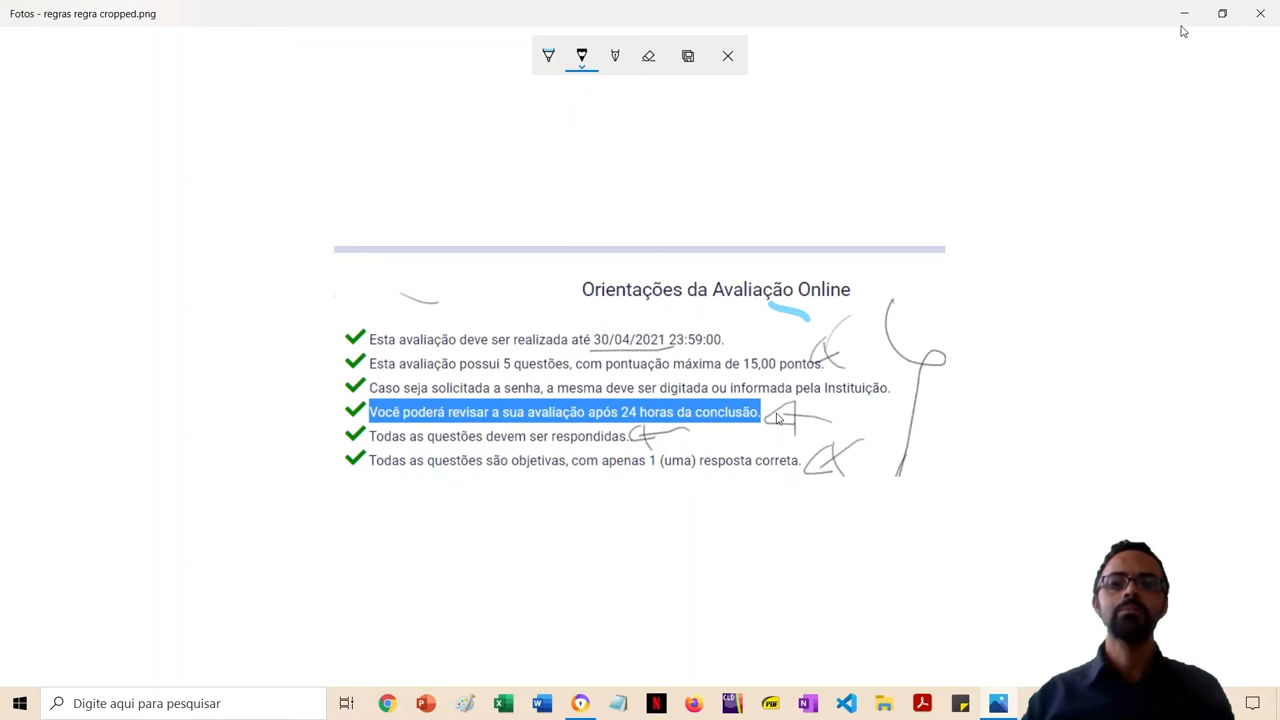 Fotos - regras regra cropped.png
Orientações da Avaliação Online
Esta avaliação deve ser realizada até 30/04/2021 23:59:00.
Esta avaliação possui 5 questões, com pontuação máxima de 15,00 pontos.
Caso seja solicitada a senha, a mesma deve ser digitada ou informada pela Instituição.
Você poderá revisar a sua avaliação após 24 horas da conclusão.
Todas as questões devem ser respondidas.
Todas as questões são objetivas, com apenas 1 (uma) resposta correta.
Digite aqui para pesquisar
CLD
PDF